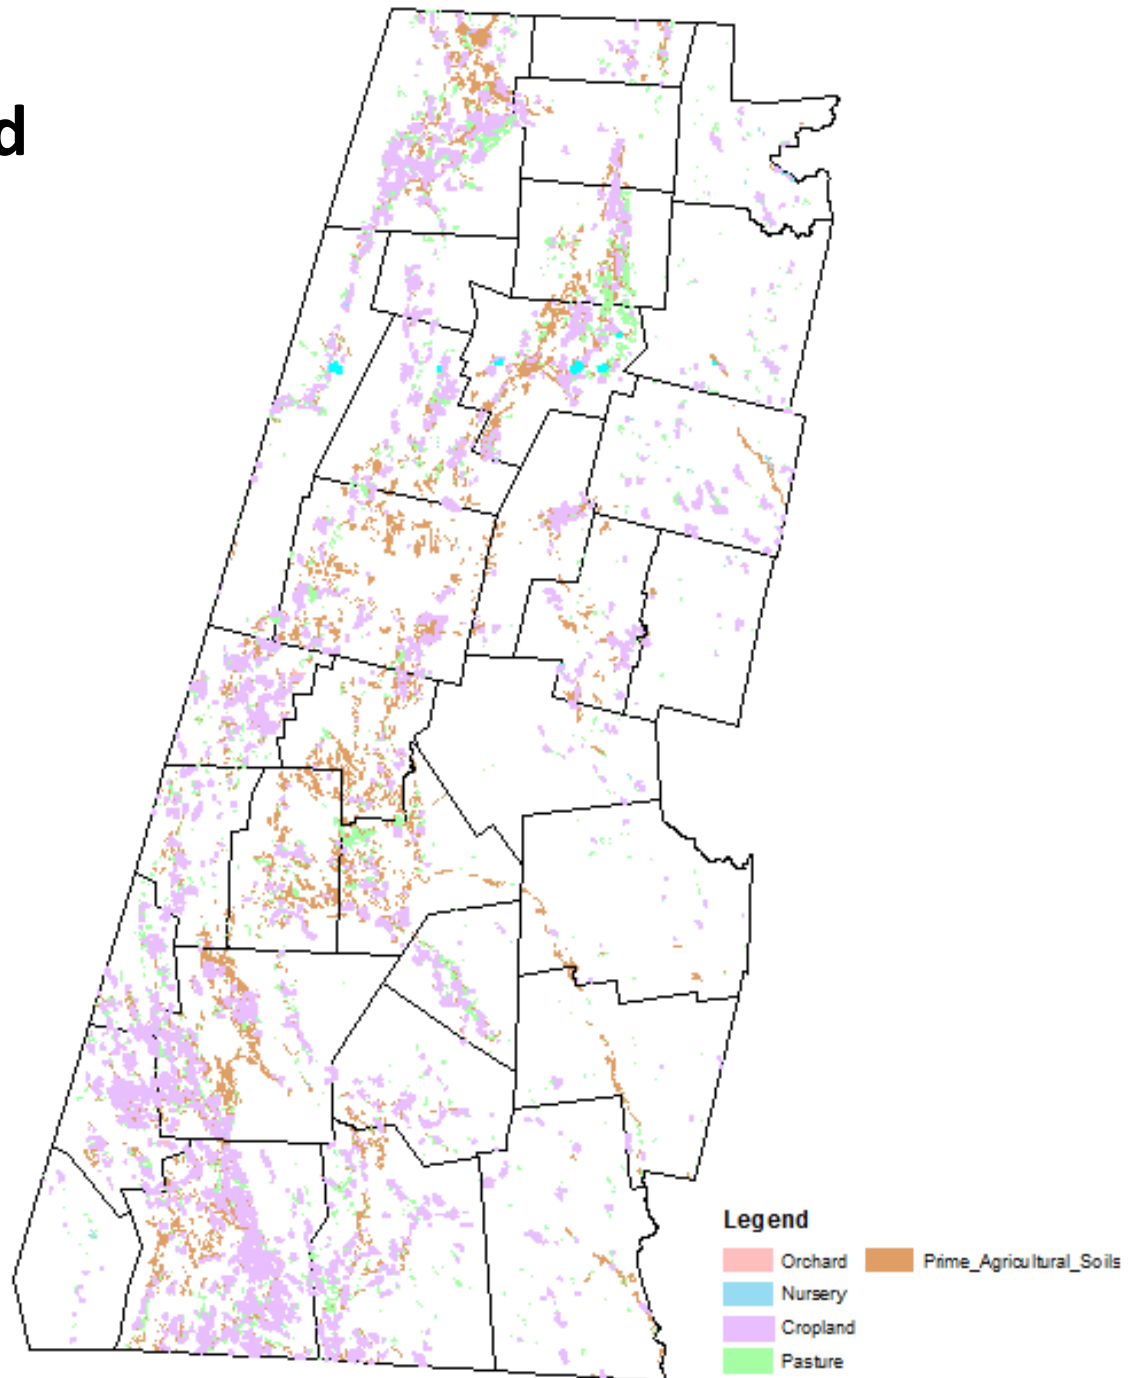 d
Legend
Orchard
Prime_Agricultural_Soils
Nursery
Cropland
Pasture